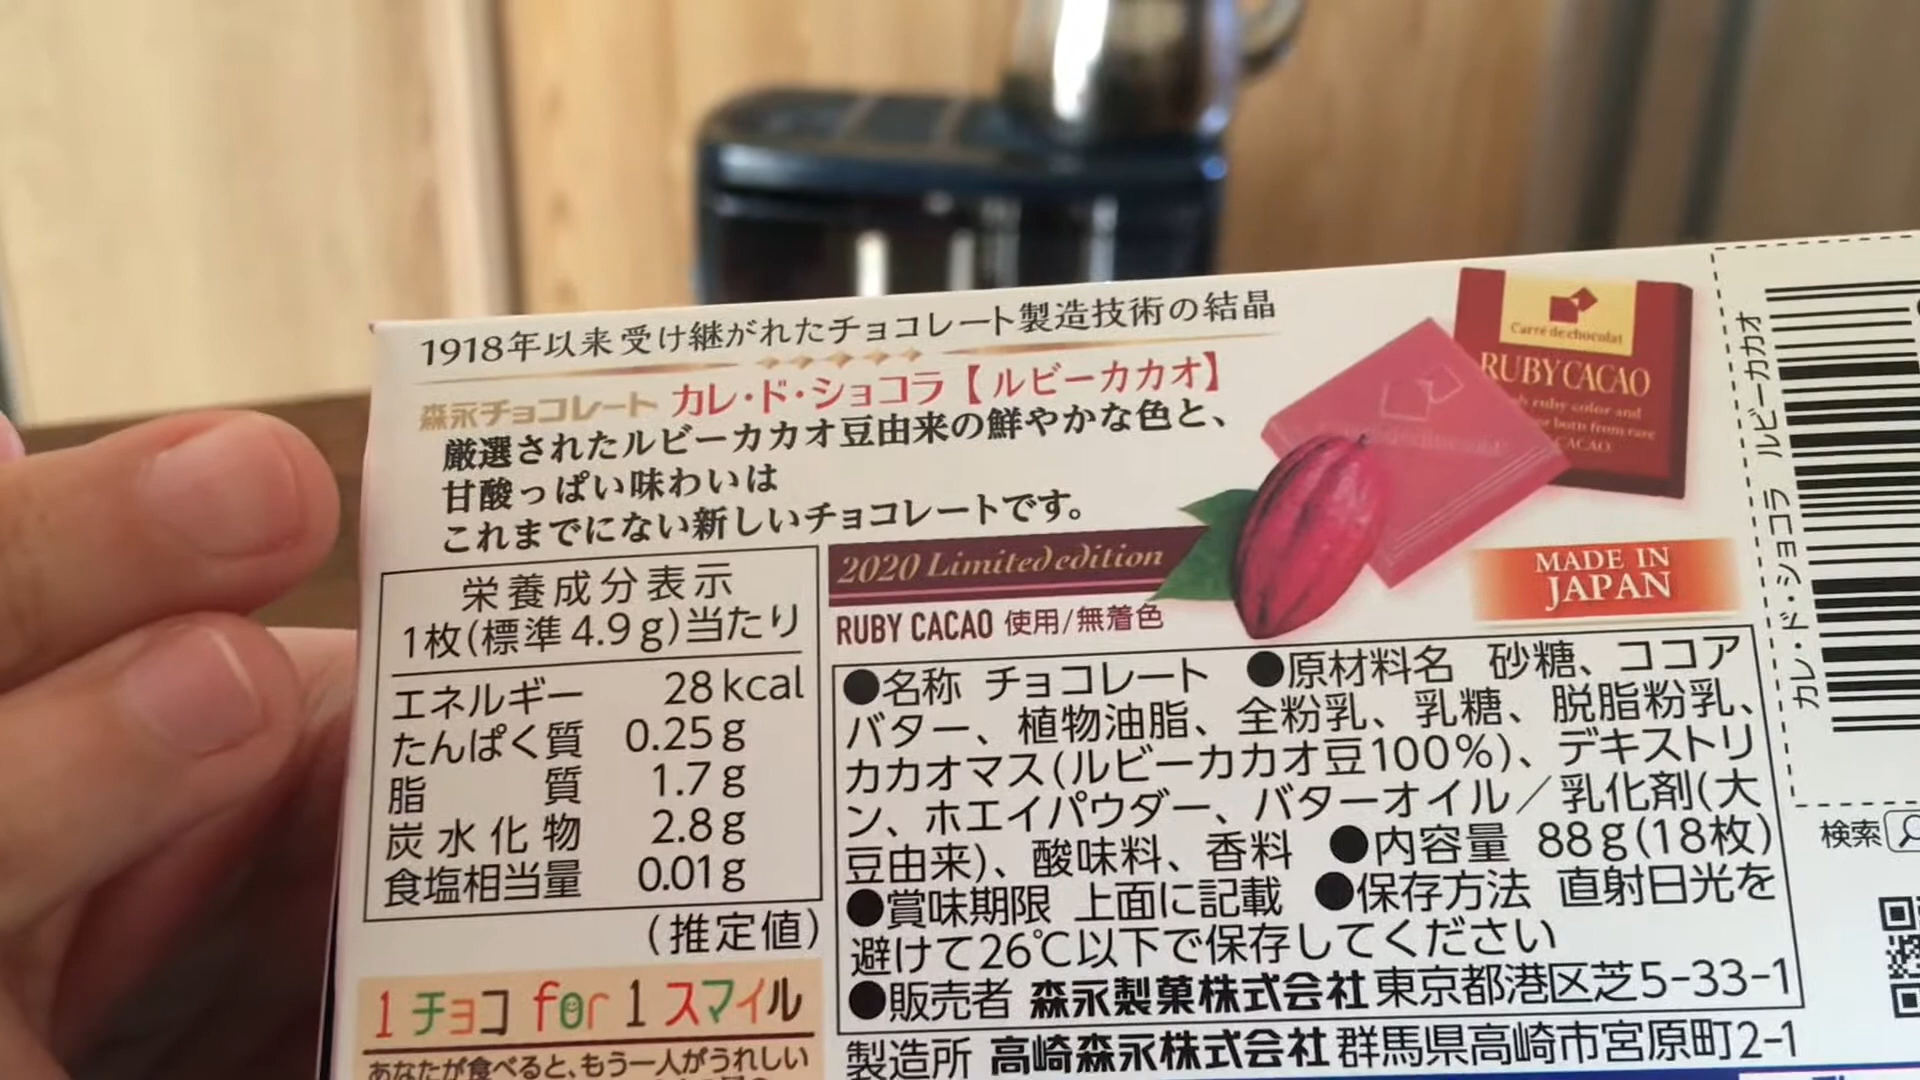 1918年以来受け継がれたチョコレート製造技術の結晶
森永チョコレート カレ・ド・ショコラ【ルビーカカオ】
厳選されたルビーカカオ豆由来の鮮やかな色と、
甘酸っぱい味わいは
これまでにない新しいチョコレートです。
Carré de chocolat
RUBY CACAO
ruby color and
born from rare
CACAO.
2020 Limited edition
RUBY CACAO 使用/無着色
MADE IN
JAPAN
栄養成分表示
1枚(標準4.9g)当たり
エネルギー 28kcal
たんぱく質 0.25g
脂質 1.7g
炭水化物 2.8g
食塩相当量 0.01g
(推定値)
●名称 チョコレート ●原材料名 砂糖、ココア
バター、植物油脂、全粉乳、乳糖、脱脂粉乳、
カカオマス(ルビーカカオ豆100%)、デキストリ
ン、ホエイパウダー、バターオイル/乳化剤(大
豆由来)、酸味料、香料 ●内容量 88g(18枚)
●賞味期限 上面に記載 ●保存方法 直射日光を
避けて26℃以下で保存してください
●販売者 森永製菓株式会社 東京都港区芝5-33-1
製造所 高崎森永株式会社 群馬県高崎市宮原町2-1
1チョコ for 1スマイル
あなたが食べると、もう一人がうれしい
カレ・ド・ショコラ ルビーカカオ
検索